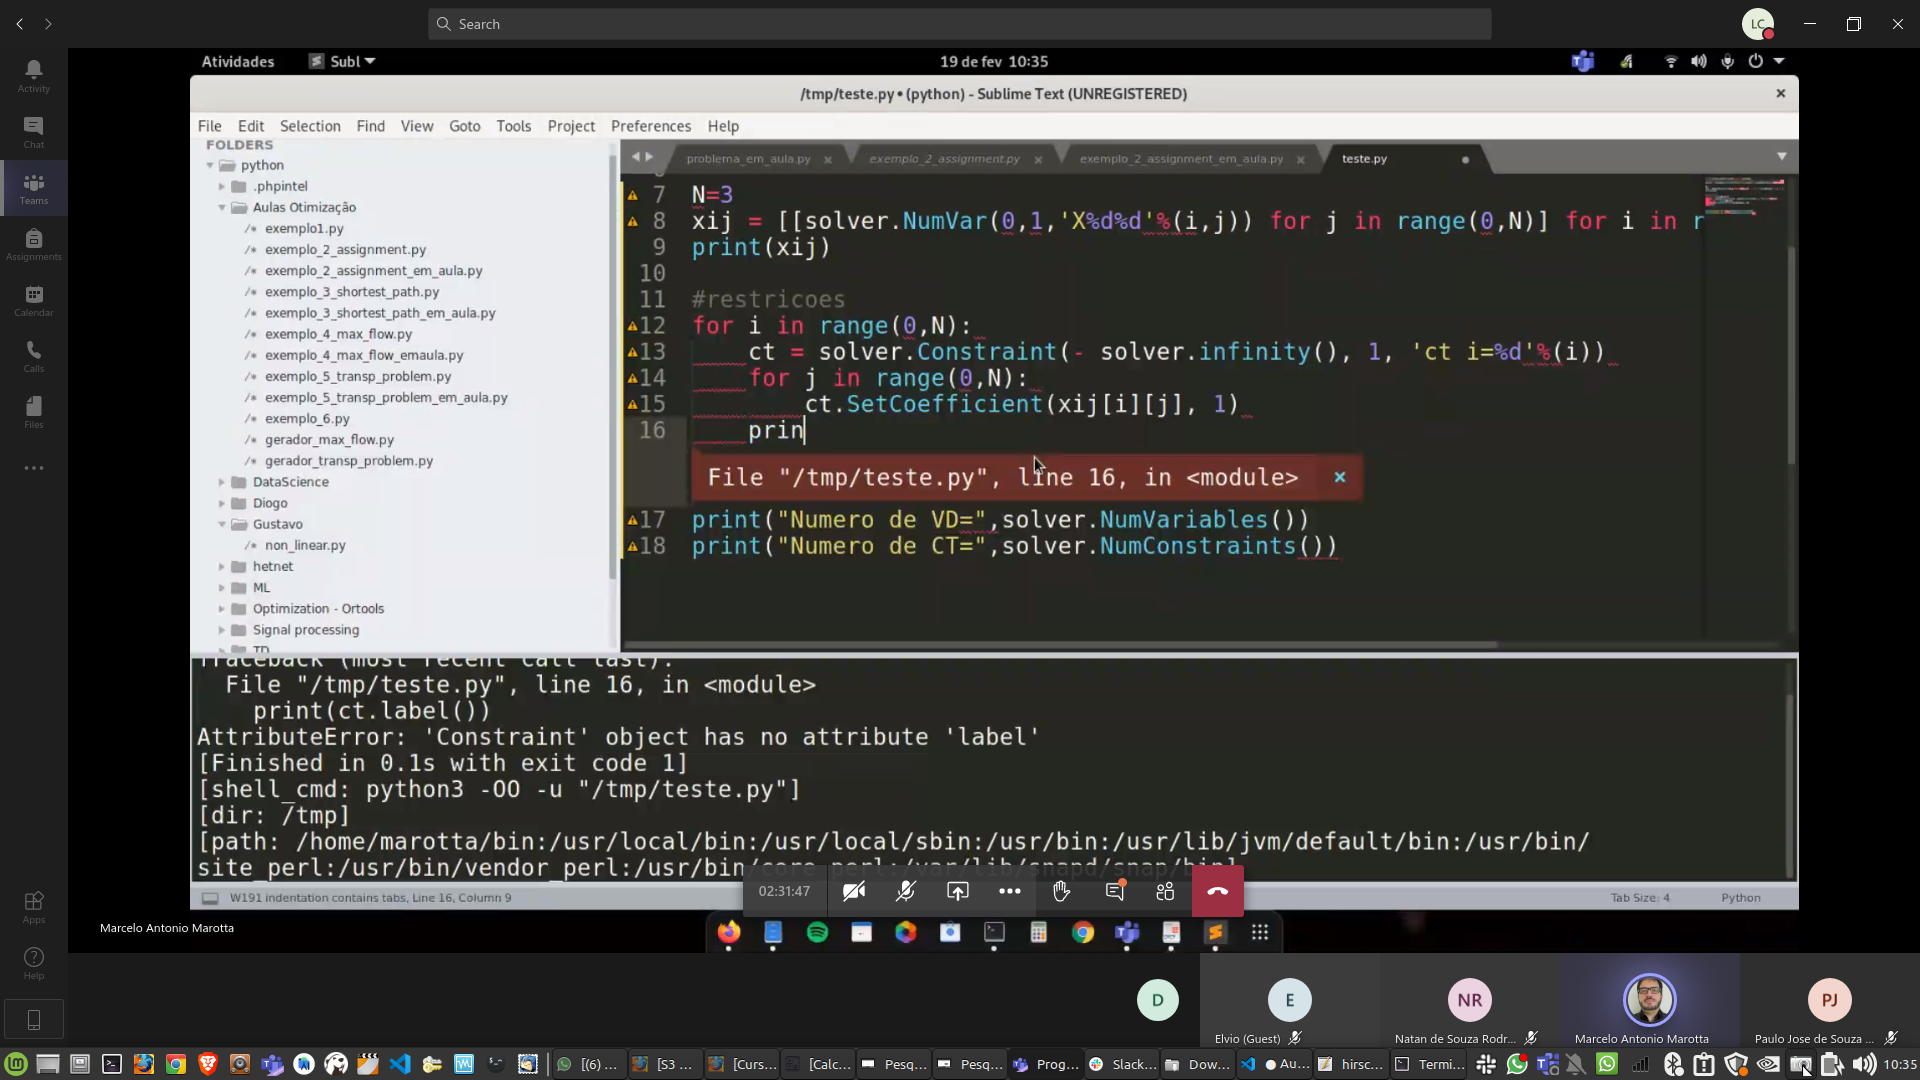 Search
LC
Activity
Chat
Teams
Assignments
Calendar
Calls
Files
Apps
Help
Atividades
Subl
19 de fev 10:35
/tmp/teste.py • (python) - Sublime Text (UNREGISTERED)
File Edit Selection Find View Goto Tools Project Preferences Help
FOLDERS
python
.phpintel
Aulas Otimização
exemplo1.py
exemplo_2_assignment.py
exemplo_2_assignment_em_aula.py
exemplo_3_shortest_path.py
exemplo_3_shortest_path_em_aula.py
exemplo_4_max_flow.py
exemplo_4_max_flow_emaula.py
exemplo_5_transp_problem.py
exemplo_5_transp_problem_em_aula.py
exemplo_6.py
gerador_max_flow.py
gerador_transp_problem.py
DataScience
Diogo
Gustavo
non_linear.py
hetnet
ML
Optimization - Ortools
Signal processing
TD
problema_em_aula.py
exemplo_2_assignment.py
exemplo_2_assignment_em_aula.py
teste.py
7 N=3
8 xij = [[solver.NumVar(0,1,'X%d%d'%(i,j)) for j in range(0,N)] for i in r
9 print(xij)
10
11 #restricoes
12 for i in range(0,N):
13 ct = solver.Constraint(- solver.infinity(), 1, 'ct i=%d'%(i))
14 for j in range(0,N):
15 ct.SetCoefficient(xij[i][j], 1)
16 prin
File "/tmp/teste.py", line 16, in <module> ×
17 print("Numero de VD=",solver.NumVariables())
18 print("Numero de CT=",solver.NumConstraints())
Traceback (most recent call last):
File "/tmp/teste.py", line 16, in <module>
print(ct.label())
AttributeError: 'Constraint' object has no attribute 'label'
[Finished in 0.1s with exit code 1]
[shell_cmd: python3 -OO -u "/tmp/teste.py"]
[dir: /tmp]
[path: /home/marotta/bin:/usr/local/bin:/usr/local/sbin:/usr/bin:/usr/lib/jvm/default/bin:/usr/bin/
site_perl:/usr/bin/vendor_perl:/usr/bin/core_perl:/var/lib/snapd/snap/bin]
W191 indentation contains tabs, Line 16, Column 9
Tab Size: 4
Python
02:31:47
Marcelo Antonio Marotta
D
E
Elvio (Guest)
NR
Natan de Souza Rodr...
Marcelo Antonio Marotta
PJ
Paulo Jose de Souza ...
[(6) ...
[S3 ...
[Curs...
[Calc...
Pesq...
Pesq...
Prog...
Slack...
Dow...
● Au...
hirsc...
Termi...
10:35